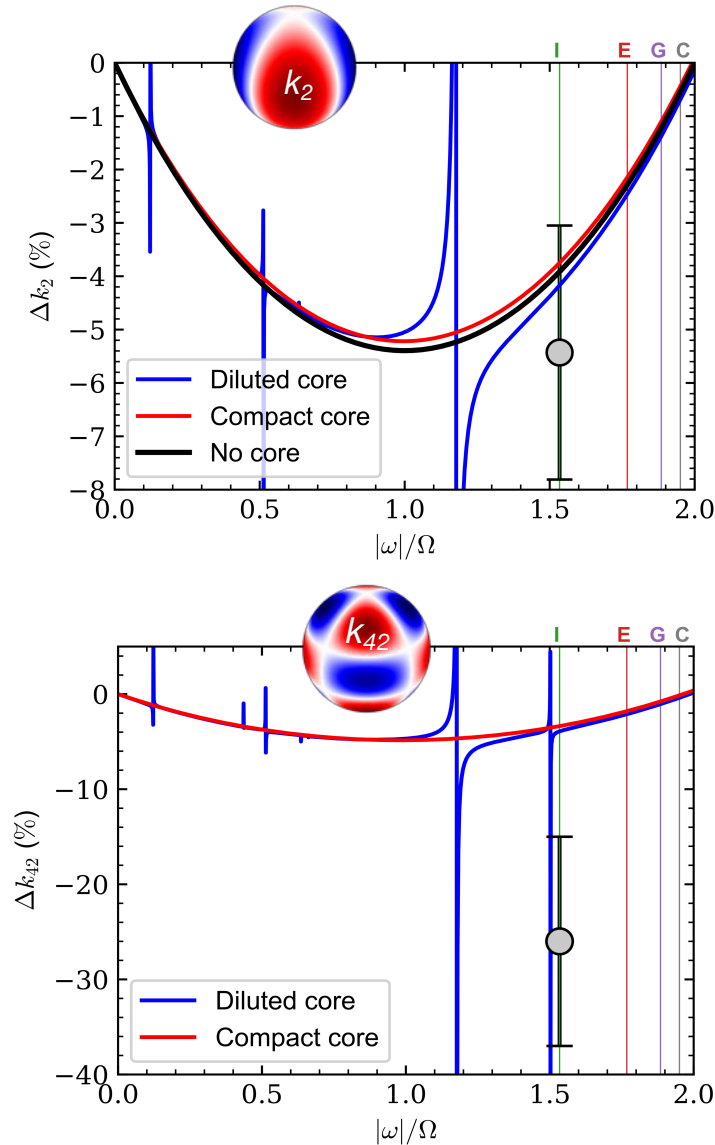 k2
I E G C
0
−1
−2
−3
−4
−5
−6
−7
−8
Δk2 (%)
Diluted core
Compact core
No core
0.0 0.5 1.0 1.5 2.0
|ω|/Ω
k42
I E G C
0
−10
−20
−30
−40
Δk42 (%)
Diluted core
Compact core
0.0 0.5 1.0 1.5 2.0
|ω|/Ω